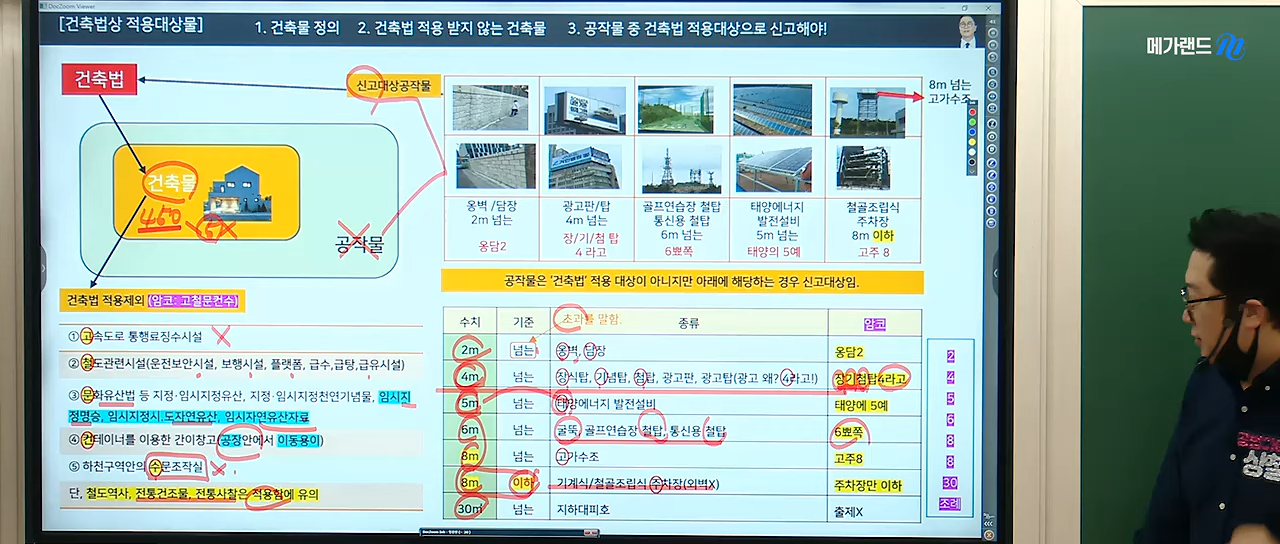 DocZoom Viewer
[건축법상 적용대상물] 1. 건축물 정의 2. 건축법 적용 받지 않는 건축물 3. 공작물 중 건축법 적용대상으로 신고해야!
메가랜드
건축법
신고대상공작물
8m 넘는
고가수조
건축물
450
공작물
옹벽 /담장
2m 넘는
옹담2
광고판/탑
4m 넘는
장/기/첨 탑
4 라고
골프연습장 철탑
통신용 철탑
6m 넘는
6뾰쪽
태양에너지
발전설비
5m 넘는
태양의 5예
철골조립식
주차장
8m 이하
고주 8
공작물은 '건축법' 적용 대상이 아니지만 아래에 해당하는 경우 신고대상임.
건축법 적용제외 (암코: 고철문컨수)
① 고속도로 통행료징수시설
② 철도관련시설(운전보안시설, 보행시설, 플랫폼, 급수,급탕,급유시설)
③ 문화유산법 등 지정·임시지정유산, 지정·임시지정천연기념물, 임시지
정명승, 임시지정시.도자연유산, 임시자연유산자료
④ 컨테이너를 이용한 간이창고(공장안에서 이동용이)
⑤ 하천구역안의 수문조작실
단, 철도역사, 전통건조물, 전통사찰은 적용함에 유의
수치 기준 초과를 말함. 종류 암코
2m 넘는 옹벽, 담장 옹담2 2
4m 넘는 장식탑, 기념탑, 첨탑, 광고판, 광고탑(광고 왜? 4라고!) 장기첨탑4라고 4
5m 넘는 태양에너지 발전설비 태양에 5예 5
6m 넘는 굴뚝, 골프연습장 철탑, 통신용 철탑 6뾰쪽 6
8m 넘는 고가수조 고주8 8
8m 이하 기계식/철골조립식 주차장(외벽X) 주차장만 이하 8
30m 넘는 지하대피호 출제X 30
조례